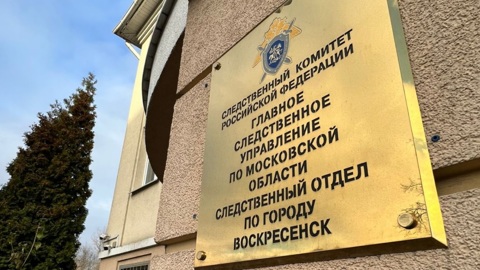 СЛЕДСТВЕННЫЙ КОМИТЕТ
РОССИЙСКОЙ ФЕДЕРАЦИИ
ГЛАВНОЕ
СЛЕДСТВЕННОЕ
УПРАВЛЕНИЕ
ПО МОСКОВСКОЙ
ОБЛАСТИ
СЛЕДСТВЕННЫЙ ОТДЕЛ
ПО ГОРОДУ
ВОСКРЕСЕНСК